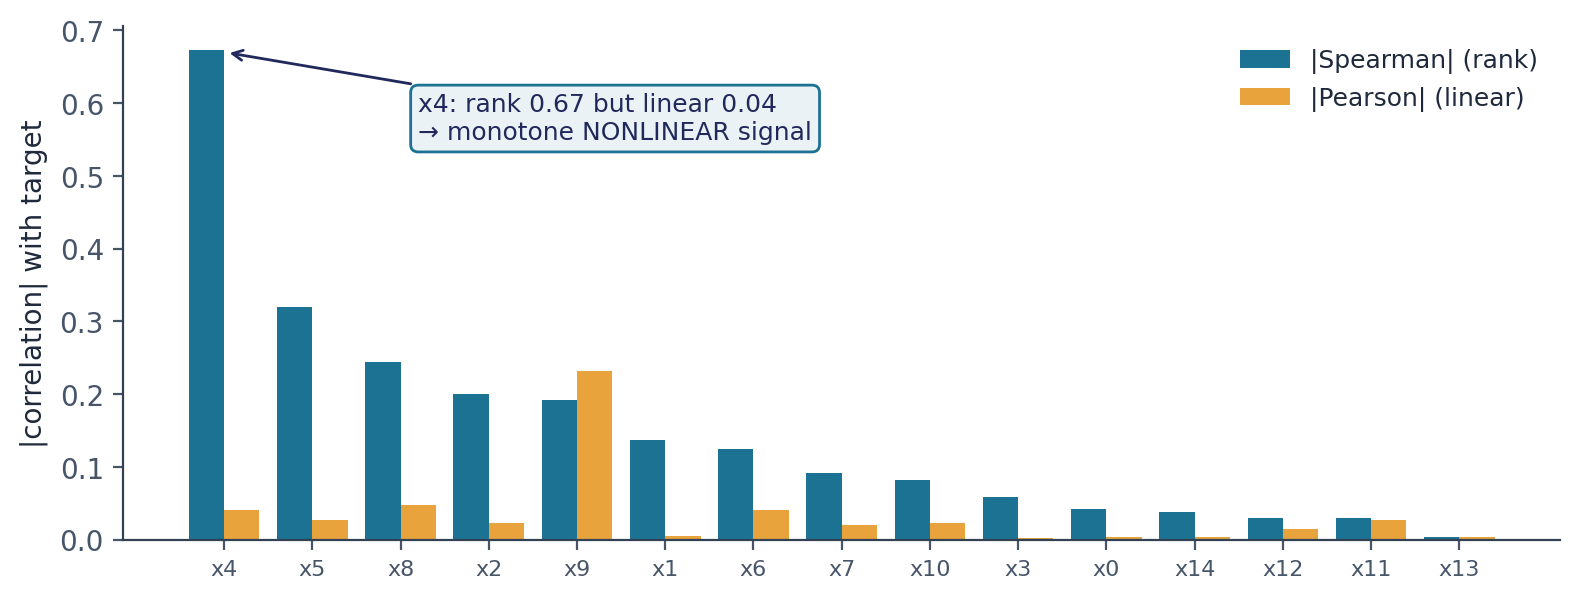 |correlation| with target
0.7
0.6
0.5
0.4
0.3
0.2
0.1
0.0
x4: rank 0.67 but linear 0.04
→ monotone NONLINEAR signal
|Spearman| (rank)
|Pearson| (linear)
x4 x5 x8 x2 x9 x1 x6 x7 x10 x3 x0 x14 x12 x11 x13